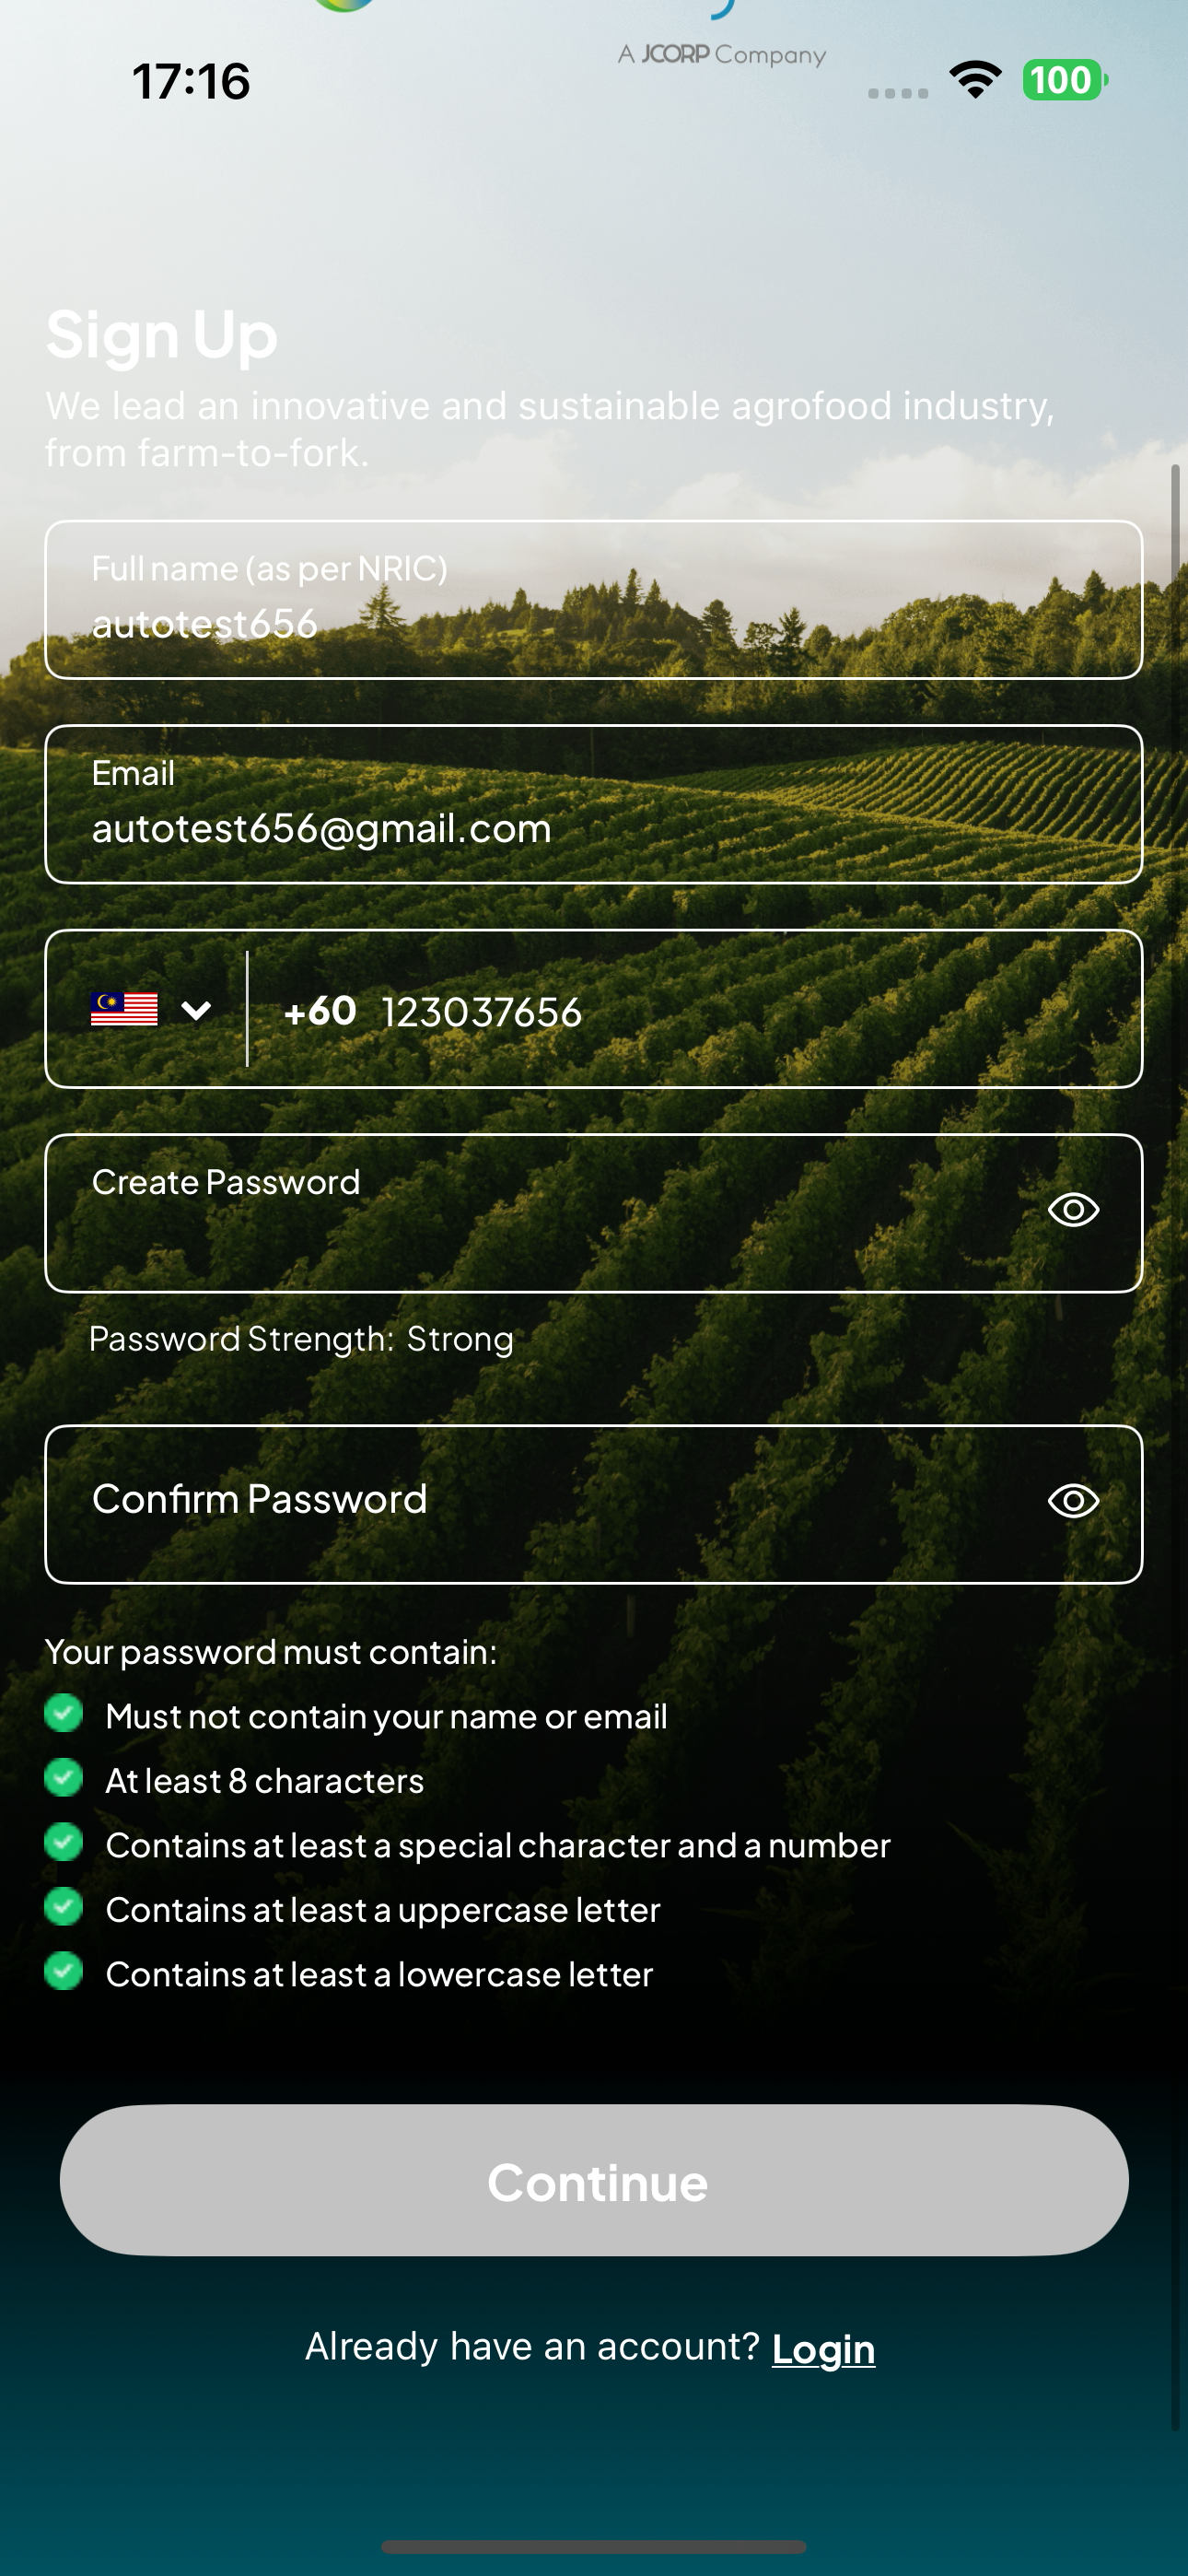 A JCORP Company
17:16
100
Sign Up
We lead an innovative and sustainable agrofood industry,
from farm-to-fork.
Full name (as per NRIC)
autotest656
Email
autotest656@gmail.com
+60 123037656
Create Password
Password Strength: Strong
Confirm Password
Your password must contain:
Must not contain your name or email
At least 8 characters
Contains at least a special character and a number
Contains at least a uppercase letter
Contains at least a lowercase letter
Continue
Already have an account? Login